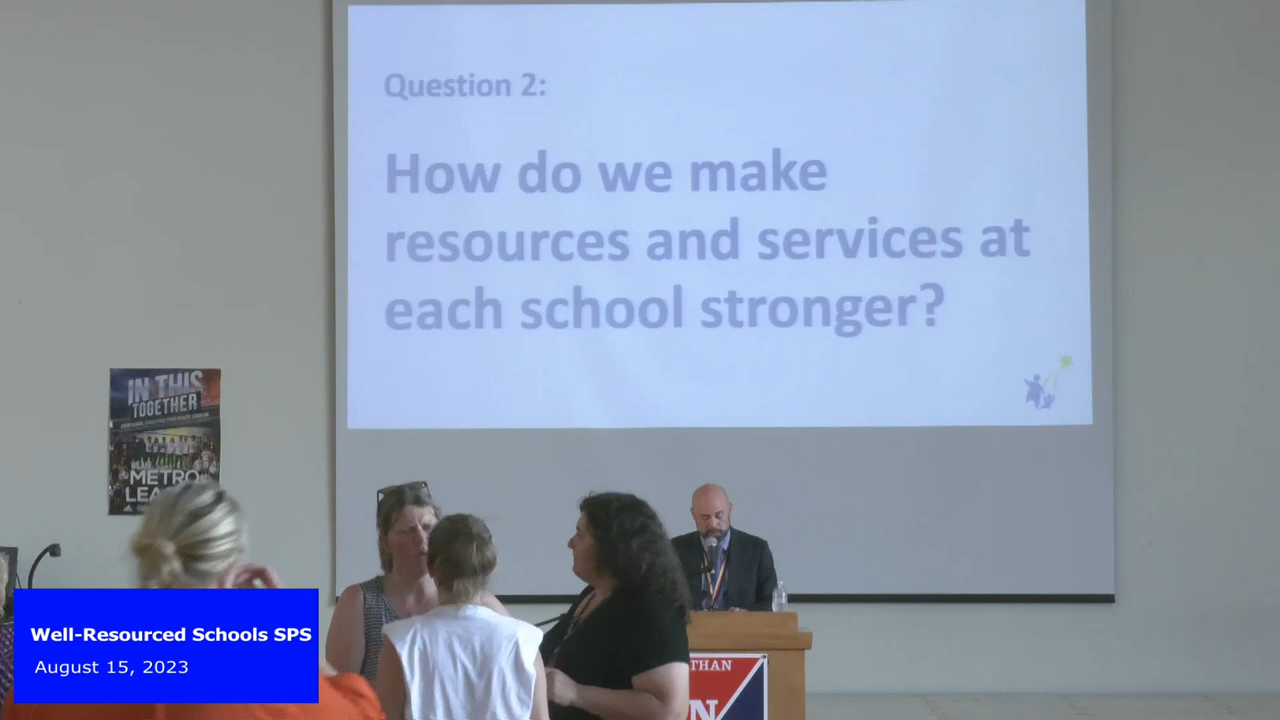 Question 2:
How do we make
resources and services at
each school stronger?
IN THIS
TOGETHER
METRO
LEA
THAN
N
Well-Resourced Schools SPS
August 15, 2023